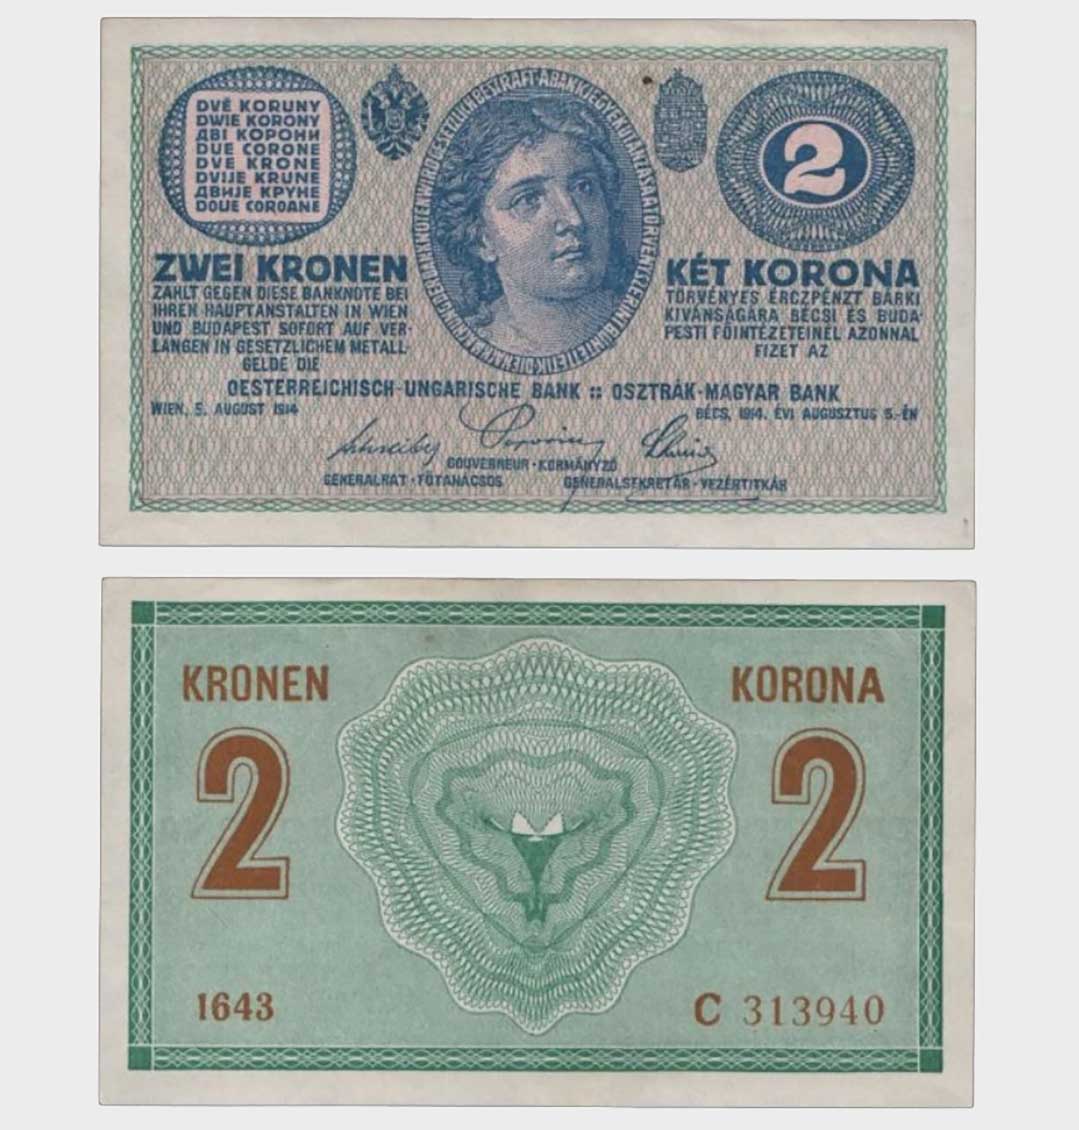 DVĚ KORUNY
DWIE KORONY
ДВІ КОРОНИ
DUE CORONE
DVE KRONE
DVIJE KRUNE
ДВИЈЕ КРУНЕ
DOUE COROANE
2
ZWEI KRONEN
ZAHLT GEGEN DIESE BANKNOTE BEI
IHREN HAUPTANSTALTEN IN WIEN
UND BUDAPEST SOFORT AUF VER-
LANGEN IN GESETZLICHEM METALL-
GELDE DIE
KÉT KORONA
TÖRVÉNYES ÉRCZPÉNZT BÁRKI
KIVÁNSÁGÁRA BÉCSI ÉS BUDA-
PESTI FŐINTÉZETEINÉL AZONNAL
FIZET AZ
OESTERREICHISCH-UNGARISCHE BANK :: OSZTRÁK-MAGYAR BANK
WIEN, 5. AUGUST 1914
BÉCS, 1914. ÉVI AUGUSZTUS 5.-ÉN
GOUVERNEUR · KORMÁNYZÓ
GENERALRAT · FŐTANÁCSOS
GENERALSEKRETÄR · VEZÉRTITKÁR
KRONEN
KORONA
2
2
1643
C 313940